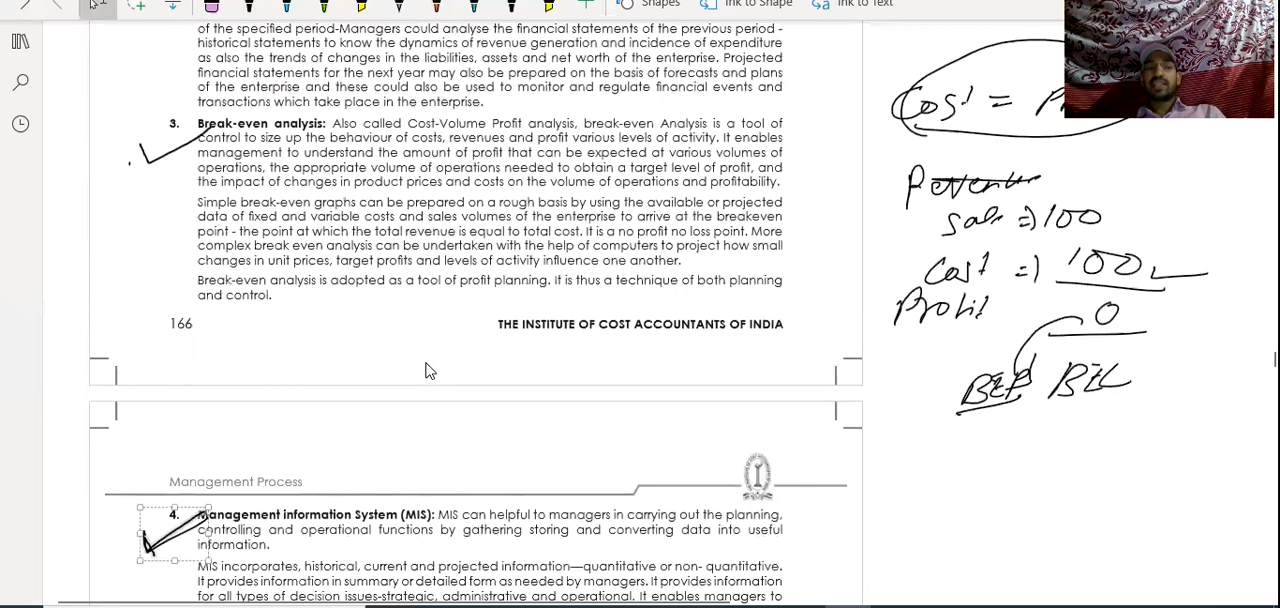 Shapes
Ink to Shape
Ink to Text
of the specified period-Managers could analyse the financial statements of the previous period -
historical statements to know the dynamics of revenue generation and incidence of expenditure
as also the trends of changes in the liabilities, assets and net worth of the enterprise. Projected
financial statements for the next year may also be prepared on the basis of forecasts and plans
of the enterprise and these could also be used to monitor and regulate financial events and
transactions which take place in the enterprise.
3. Break-even analysis: Also called Cost-Volume Profit analysis, break-even Analysis is a tool of
control to size up the behaviour of costs, revenues and profit various levels of activity. It enables
management to understand the amount of profit that can be expected at various volumes of
operations, the appropriate volume of operations needed to obtain a target level of profit, and
the impact of changes in product prices and costs on the volume of operations and profitability.
Simple break-even graphs can be prepared on a rough basis by using the available or projected
data of fixed and variable costs and sales volumes of the enterprise to arrive at the breakeven
point - the point at which the total revenue is equal to total cost. It is a no profit no loss point. More
complex break even analysis can be undertaken with the help of computers to project how small
changes in unit prices, target profits and levels of activity influence one another.
Break-even analysis is adopted as a tool of profit planning. It is thus a technique of both planning
and control.
166 THE INSTITUTE OF COST ACCOUNTANTS OF INDIA
Management Process
4. Management information System (MIS): MIS can helpful to managers in carrying out the planning,
controlling and operational functions by gathering storing and converting data into useful
information.
MIS incorporates, historical, current and projected information—quantitative or non- quantitative.
It provides information in summary or detailed form as needed by managers. It provides information
for all types of decision issues-strategic, administrative and operational. It enables managers to
Cost =
Sale => 100
Cost => 100
Profit 0
BEP